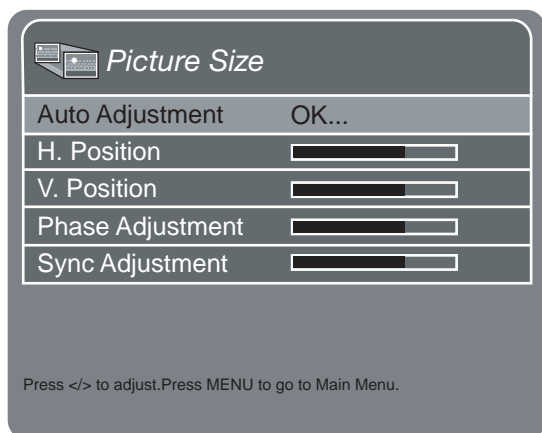 Picture Size
Auto Adjustment OK...
H. Position
V. Position
Phase Adjustment
Sync Adjustment
Press </> to adjust.Press MENU to go to Main Menu.